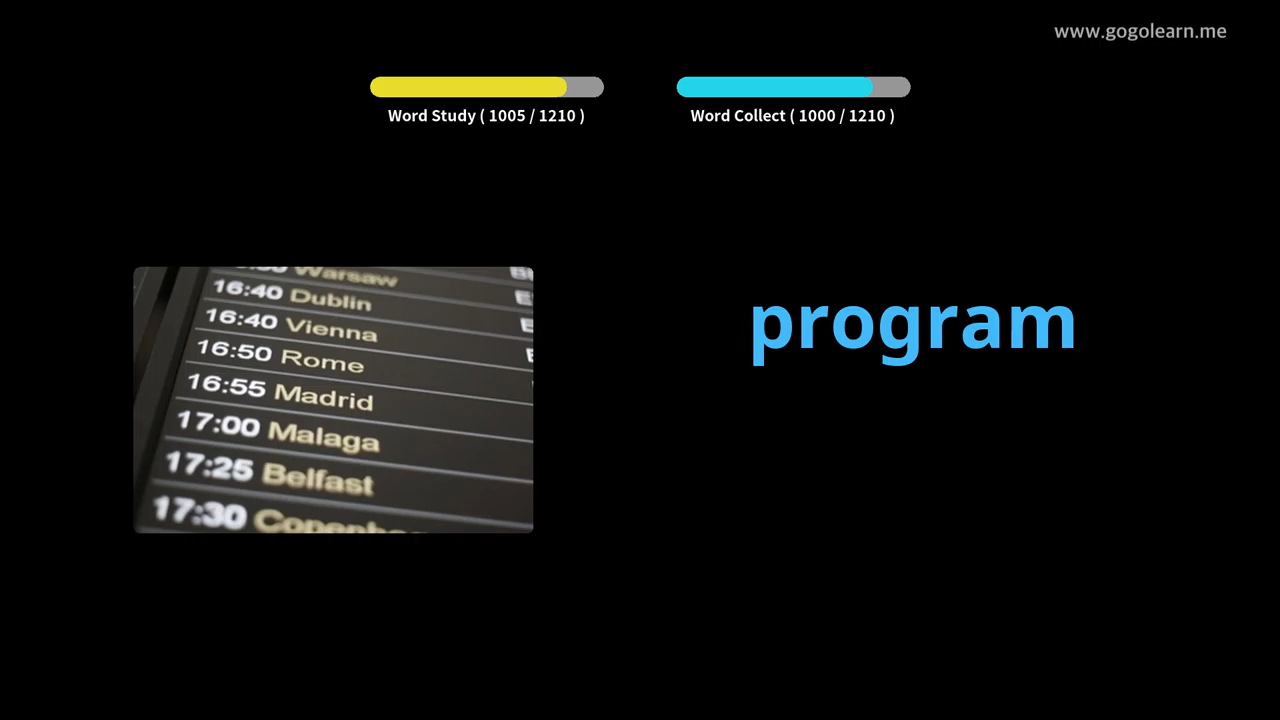 www.gogolearn.me
Word Study ( 1005 / 1210 )
Word Collect ( 1000 / 1210 )
Warsaw
16:40 Dublin
16:40 Vienna
16:50 Rome
16:55 Madrid
17:00 Malaga
17:25 Belfast
17:30
program